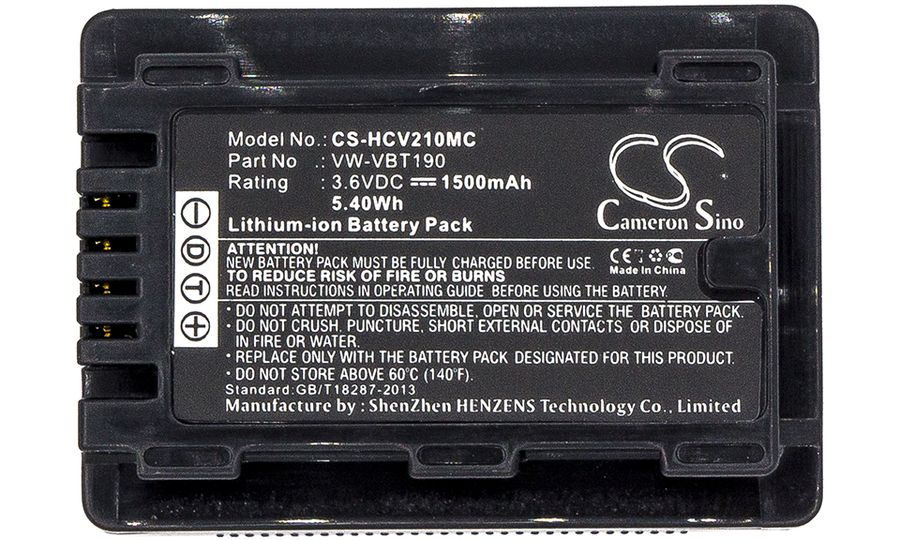 Model No.: CS-HCV210MC
Part No : VW-VBT190
Rating : 3.6VDC ⎓ 1500mAh
5.40Wh
Lithium-ion Battery Pack
CS
Cameron Sino
CE FC
Made In China
−
D
T
+
ATTENTION!
NEW BATTERY PACK MUST BE FULLY CHARGED BEFORE USE.
TO REDUCE RISK OF FIRE OR BURNS
READ INSTRUCTIONS IN OPERATING GUIDE BEFORE USING THE BATTERY.
• DO NOT ATTEMPT TO DISASSEMBLE, OPEN OR SERVICE THE BATTERY PACK.
• DO NOT CRUSH, PUNCTURE, SHORT EXTERNAL CONTACTS OR DISPOSE OF
IN FIRE OR WATER.
• REPLACE ONLY WITH THE BATTERY PACK DESIGNATED FOR THIS DEVICE.
• DO NOT STORE ABOVE 60°C (140°F).
Standard:GB/T18287-2013
Manufacture by : ShenZhen HENZENS Technology Co., Limited